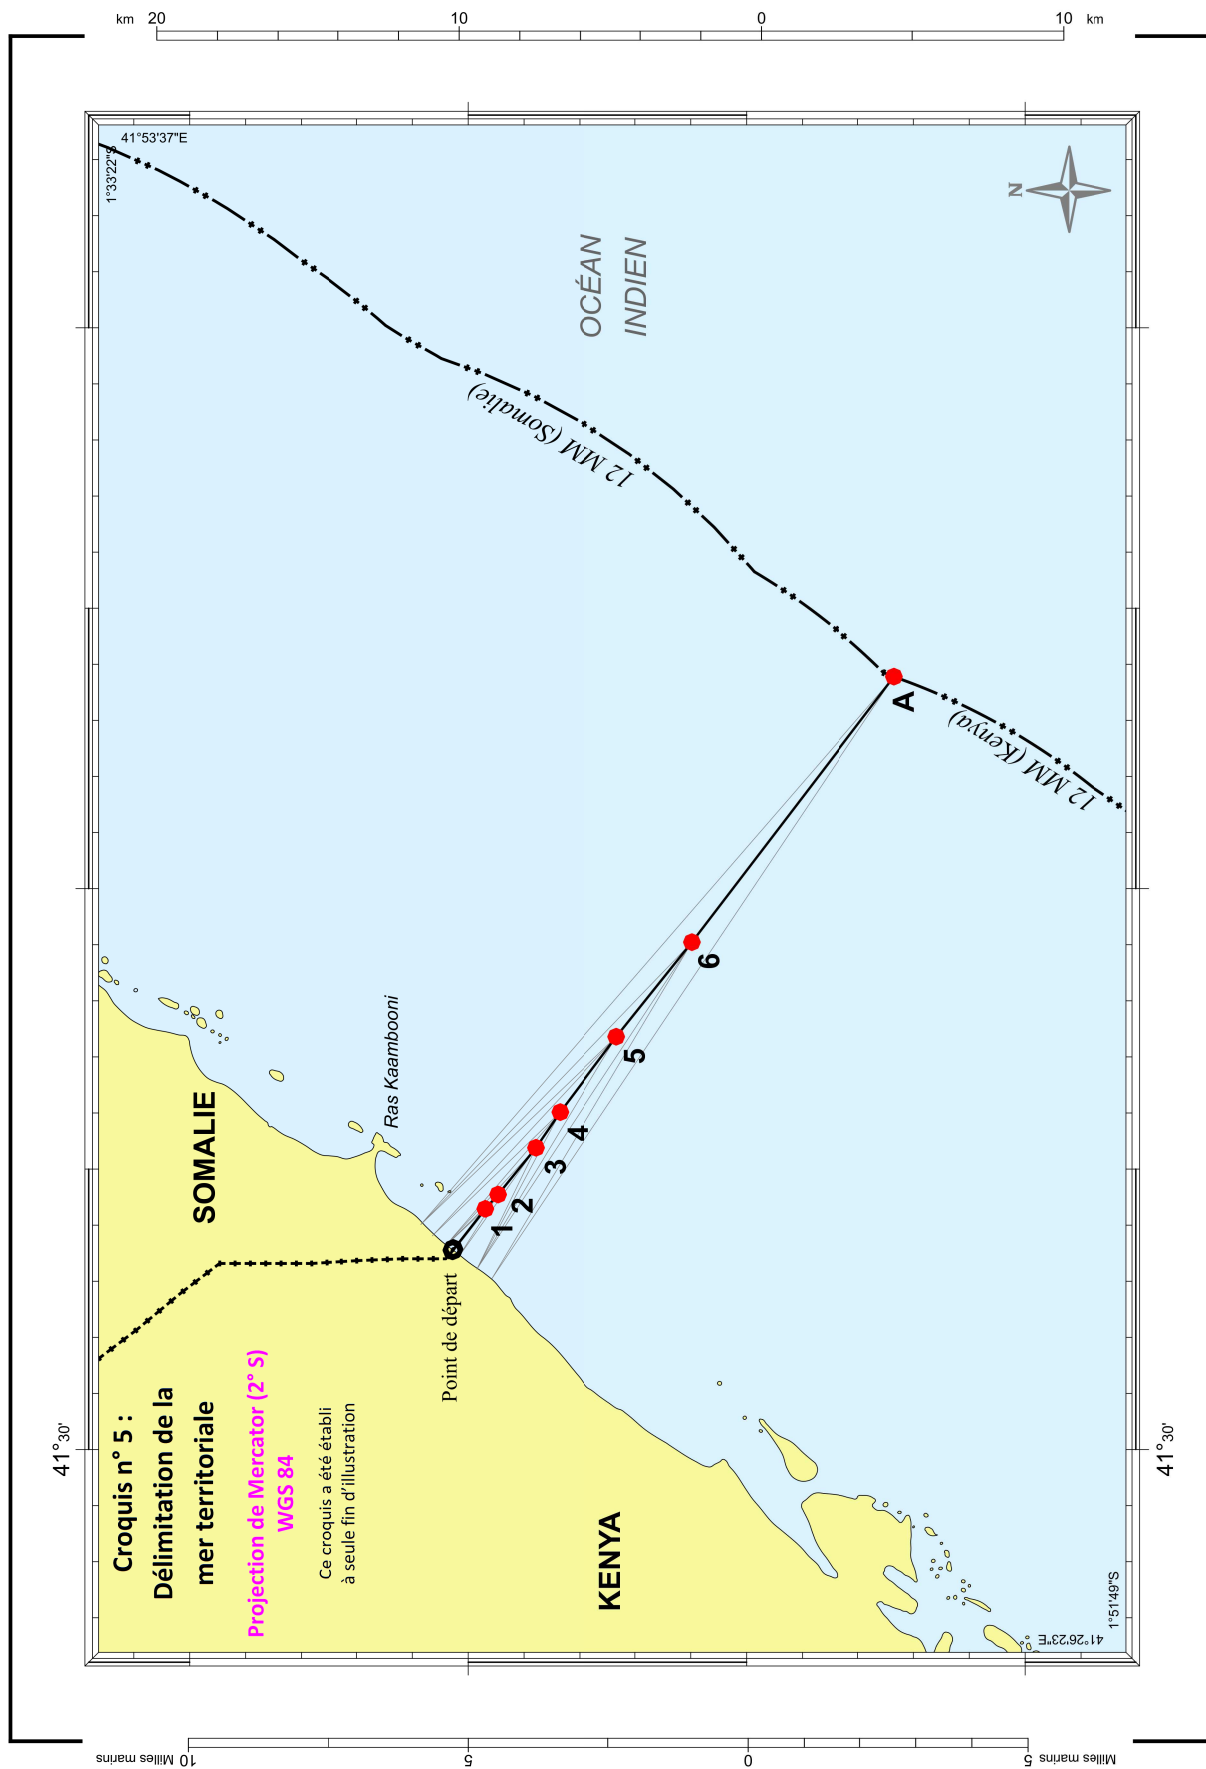 Croquis n° 5 :
Délimitation de la
mer territoriale
Projection de Mercator (2° S)
WGS 84
Ce croquis a été établi
à seule fin d'illustration
SOMALIE
KENYA
Ras Kaambooni
Point de départ
1
2
3
4
5
6
A
12 MM (Somalie)
12 MM (Kenya)
OCÉAN
INDIEN
N
1°33'22"S
41°53'37"E
41°26'23"E
1°51'49"S
41°30'
41°30'
km 20 10 0 10 km
Milles marins 10 5 0 5 Milles marins